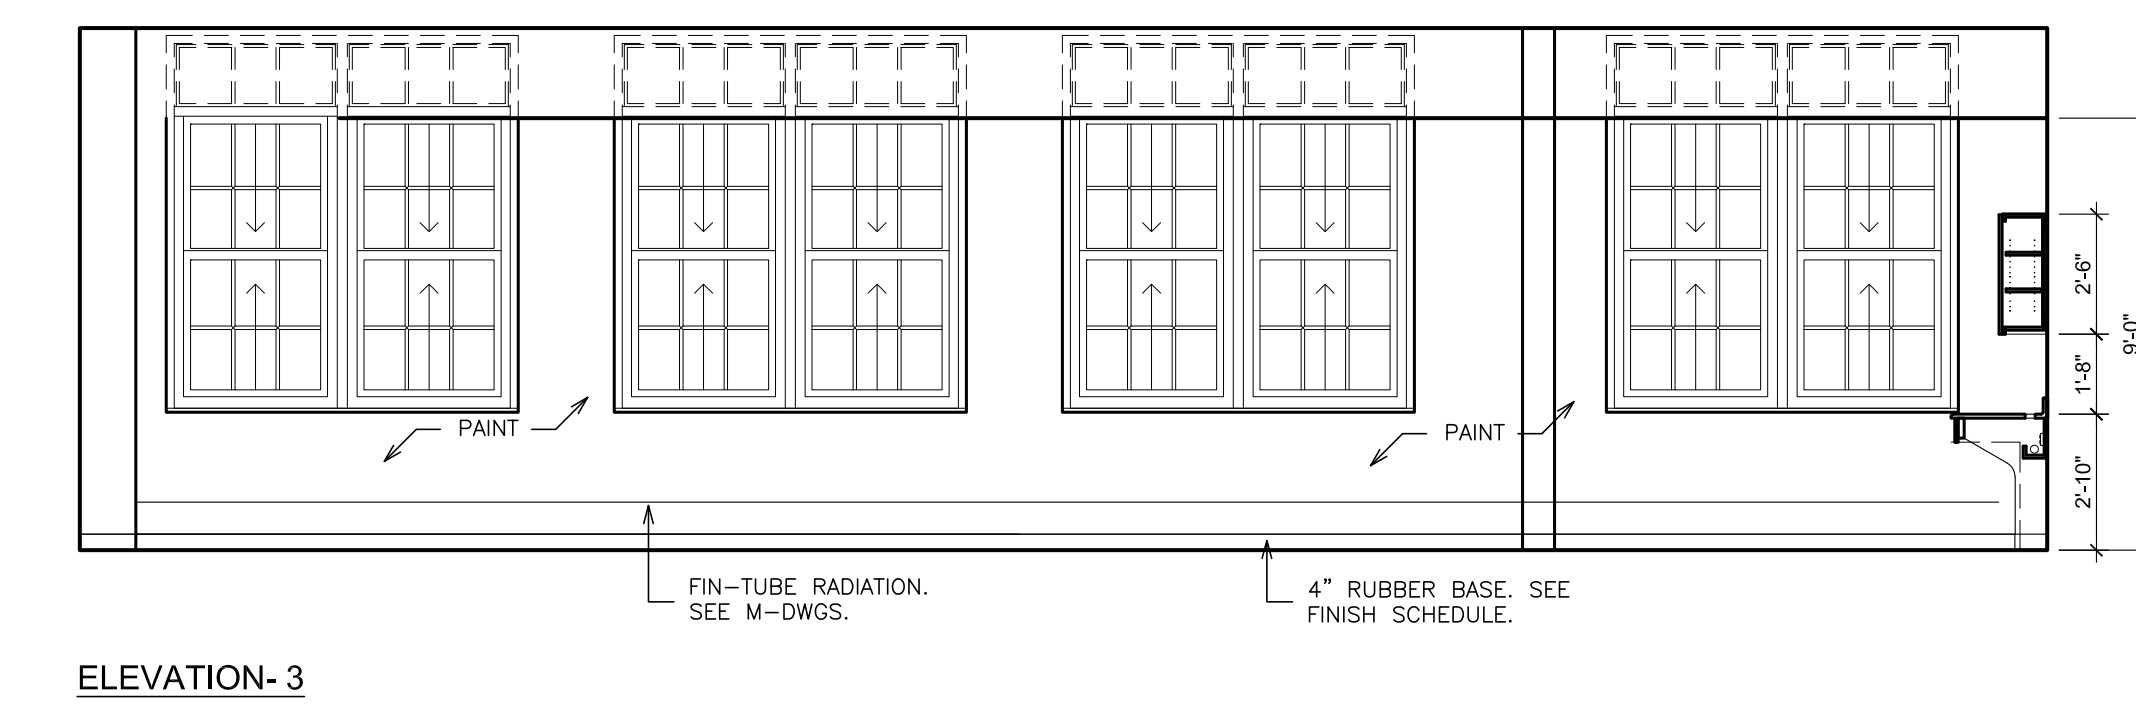 PAINT
PAINT
2'-6"
1'-8"
2'-10"
9'-0"
FIN-TUBE RADIATION.
SEE M-DWGS.
4" RUBBER BASE. SEE
FINISH SCHEDULE.
ELEVATION- 3